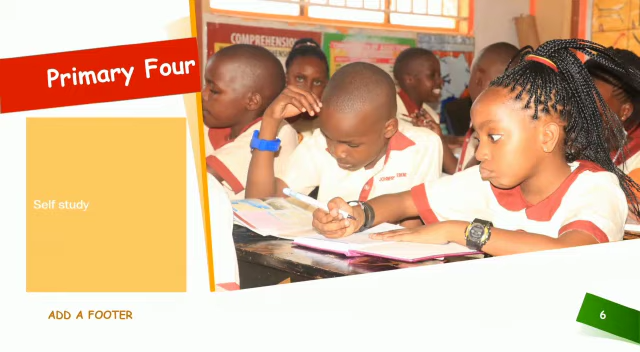 Primary Four
COMPREHENSION
Self study
ADD A FOOTER
6